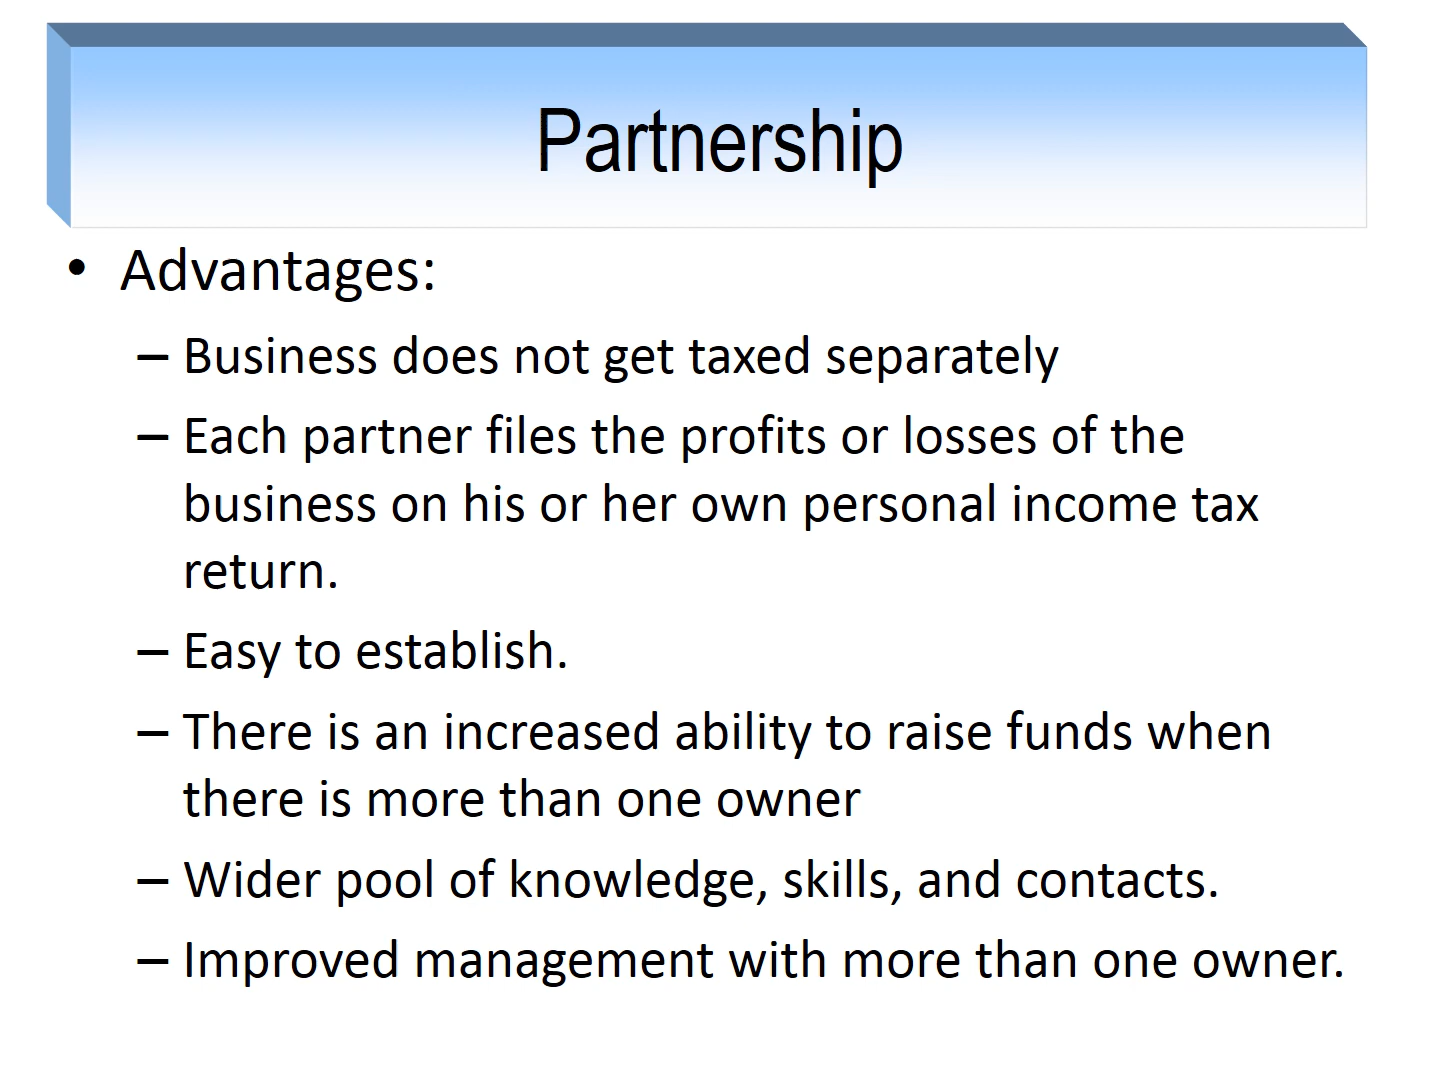 Partnership
• Advantages:
– Business does not get taxed separately
– Each partner files the profits or losses of the
business on his or her own personal income tax
return.
– Easy to establish.
– There is an increased ability to raise funds when
there is more than one owner
– Wider pool of knowledge, skills, and contacts.
– Improved management with more than one owner.